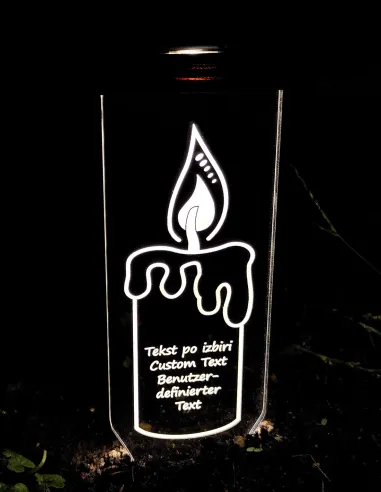 Tekst po izbiri
Custom Text
Benutzer-
definierter
Text